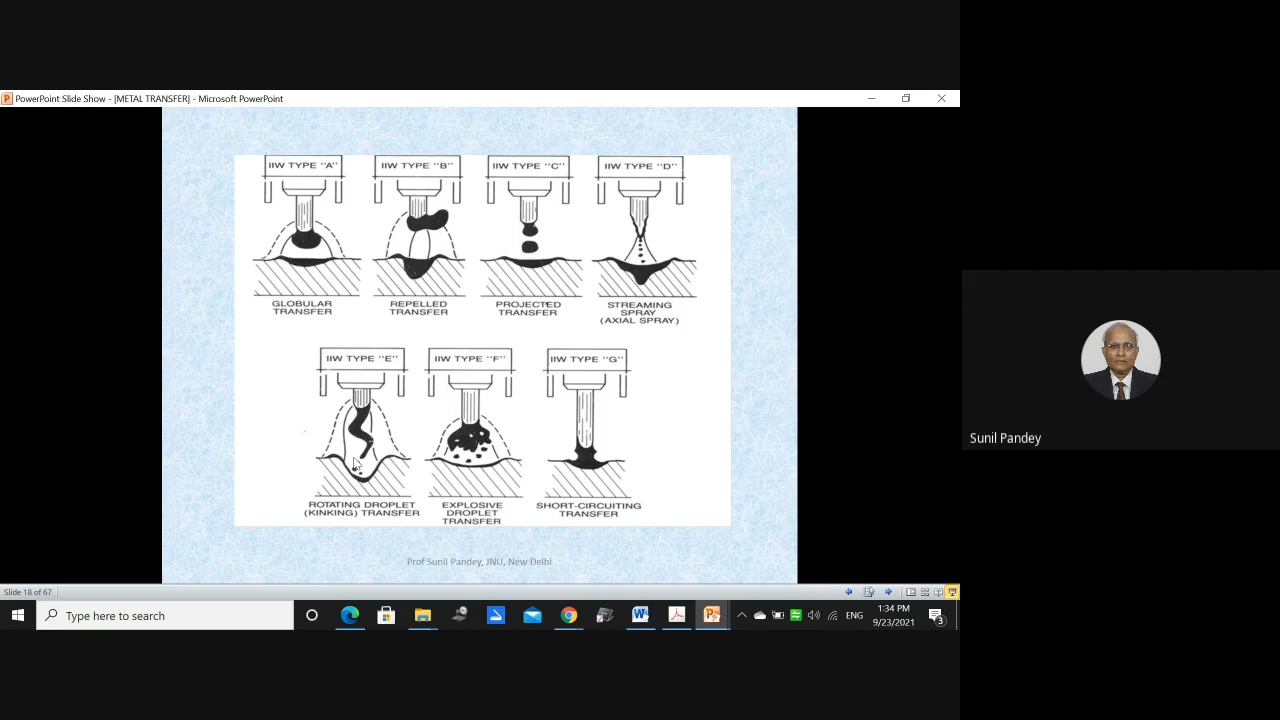 PowerPoint Slide Show - [METAL TRANSFER] - Microsoft PowerPoint
IIW TYPE "A"
IIW TYPE "B"
IIW TYPE "C"
IIW TYPE "D"
GLOBULAR
TRANSFER
REPELLED
TRANSFER
PROJECTED
TRANSFER
STREAMING
SPRAY
(AXIAL SPRAY)
IIW TYPE "E"
IIW TYPE "F"
IIW TYPE "G"
ROTATING DROPLET
(KINKING) TRANSFER
EXPLOSIVE
DROPLET
TRANSFER
SHORT-CIRCUITING
TRANSFER
Prof Sunil Pandey, JNU, New Delhi
Sunil Pandey
Slide 18 of 67
Type here to search
ENG
1:34 PM
9/23/2021
3